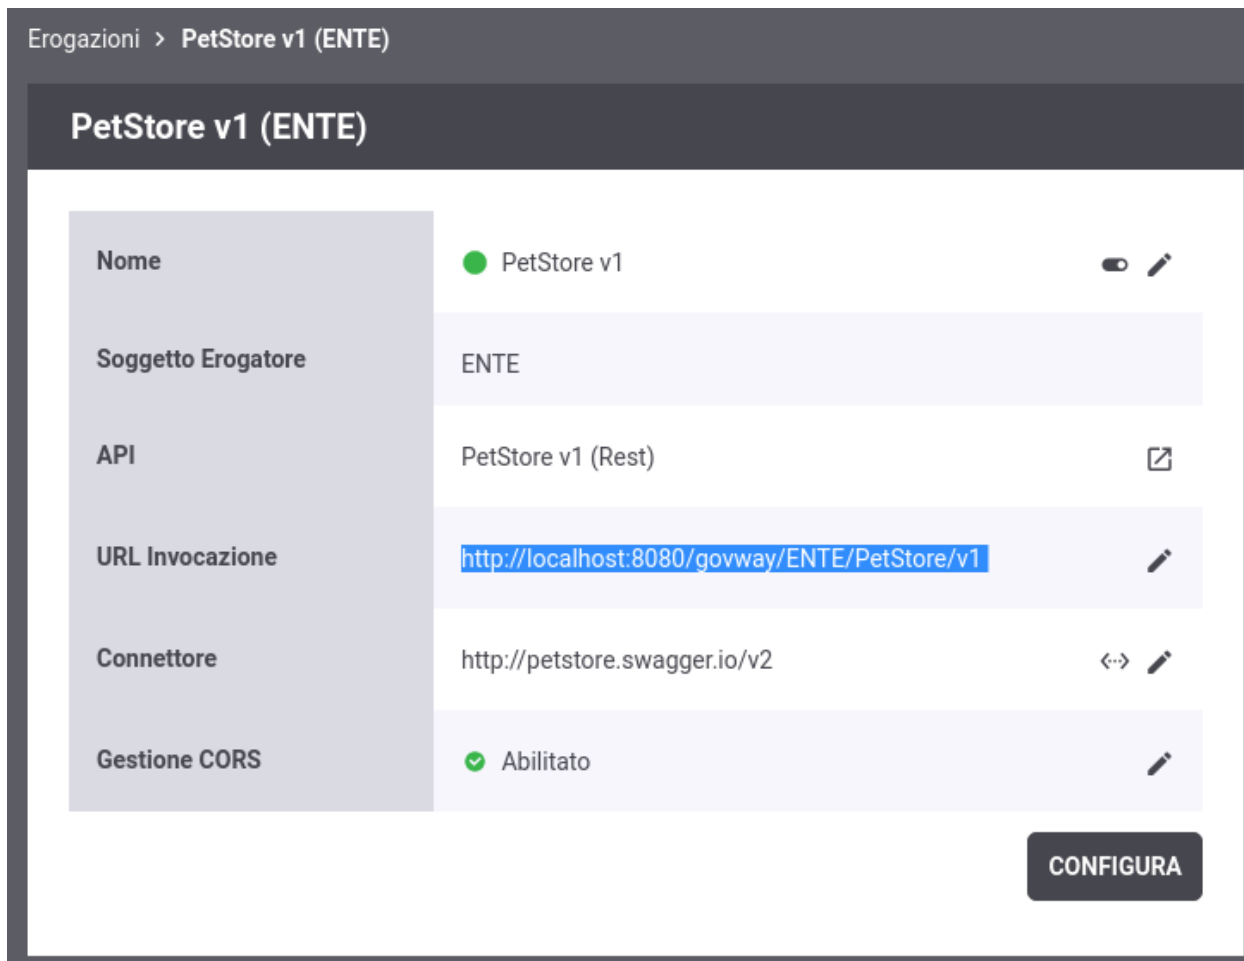 Erogazioni > PetStore v1 (ENTE)
PetStore v1 (ENTE)
Nome PetStore v1
Soggetto Erogatore ENTE
API PetStore v1 (Rest)
URL Invocazione http://localhost:8080/govway/ENTE/PetStore/v1
Connettore http://petstore.swagger.io/v2
Gestione CORS Abilitato
CONFIGURA